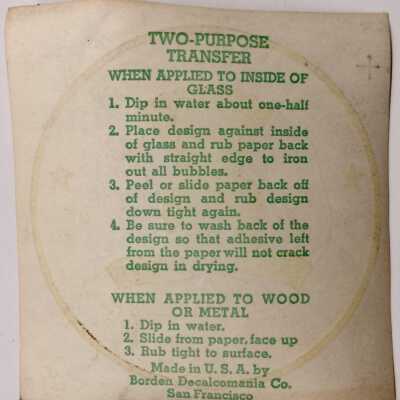 TWO-PURPOSE
TRANSFER
WHEN APPLIED TO INSIDE OF
GLASS
1. Dip in water about one-half
minute.
2. Place design against inside
of glass and rub paper back
with straight edge to iron
out all bubbles.
3. Peel or slide paper back off
of design and rub design
down tight again.
4. Be sure to wash back of the
design so that adhesive left
from the paper will not crack
design in drying.
WHEN APPLIED TO WOOD
OR METAL
1. Dip in water.
2. Slide from paper, face up
3. Rub tight to surface.
Made in U. S. A. by
Borden Decalcomania Co.
San Francisco